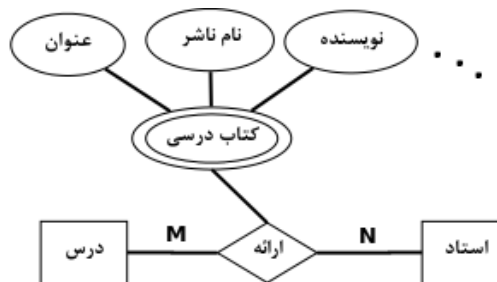 نویسنده
نام ناشر
عنوان
کتاب درسی
استاد
N
ارائه
M
درس